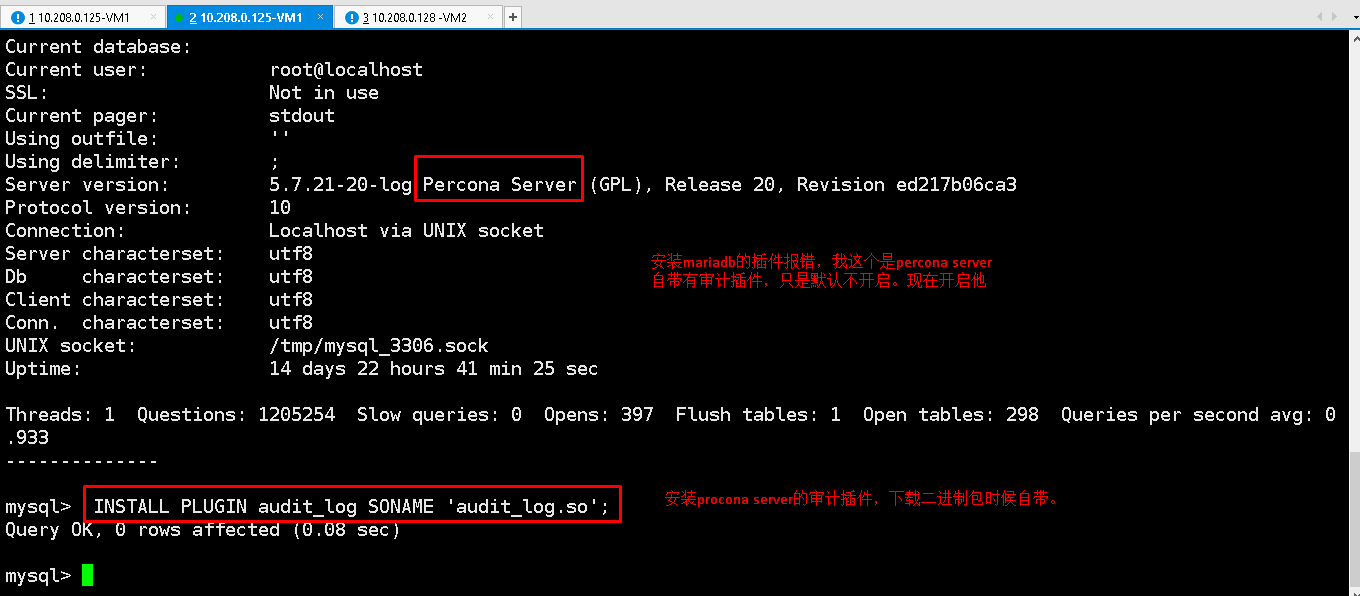 1 10.208.0.125-VM1 × 2 10.208.0.125-VM1 × 3 10.208.0.128 -VM2 × +
Current database:
Current user: root@localhost
SSL: Not in use
Current pager: stdout
Using outfile: ''
Using delimiter: ;
Server version: 5.7.21-20-log Percona Server (GPL), Release 20, Revision ed217b06ca3
Protocol version: 10
Connection: Localhost via UNIX socket
Server characterset: utf8
安装mariadb的插件报错，我这个是percona server
Db characterset: utf8
自带有审计插件，只是默认不开启。现在开启他
Client characterset: utf8
Conn. characterset: utf8
UNIX socket: /tmp/mysql_3306.sock
Uptime: 14 days 22 hours 41 min 25 sec
Threads: 1 Questions: 1205254 Slow queries: 0 Opens: 397 Flush tables: 1 Open tables: 298 Queries per second avg: 0
.933
--------------
mysql> INSTALL PLUGIN audit_log SONAME 'audit_log.so';
安装procona server的审计插件，下载二进制包时候自带。
Query OK, 0 rows affected (0.08 sec)
mysql>